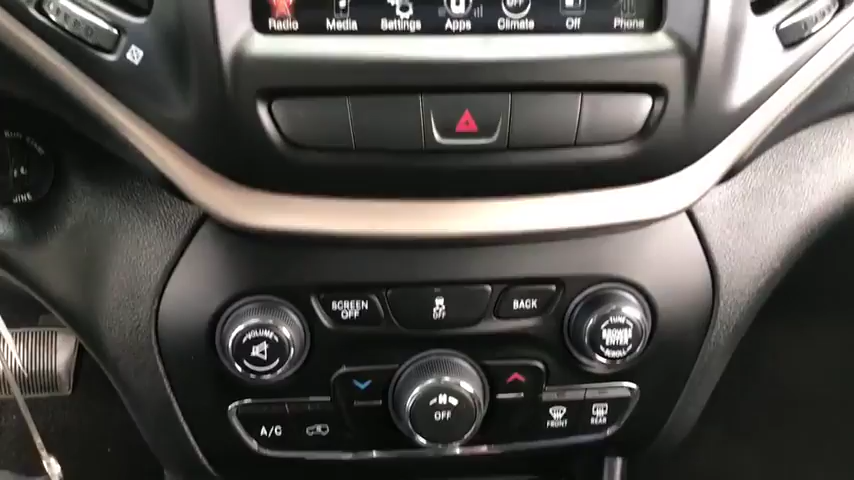 Radio Media Settings Apps Climate Off Phone
SCREEN OFF OFF BACK
VOLUME
TUNE
BROWSE
ENTER
SCROLL
OFF
A/C
FRONT REAR